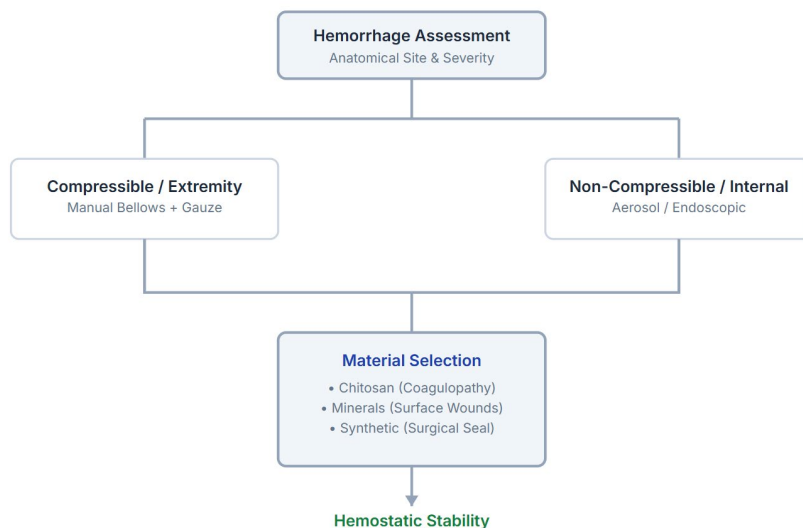 Hemorrhage Assessment
Anatomical Site & Severity
Compressible / Extremity
Manual Bellows + Gauze
Non-Compressible / Internal
Aerosol / Endoscopic
Material Selection
• Chitosan (Coagulopathy)
• Minerals (Surface Wounds)
• Synthetic (Surgical Seal)
Hemostatic Stability